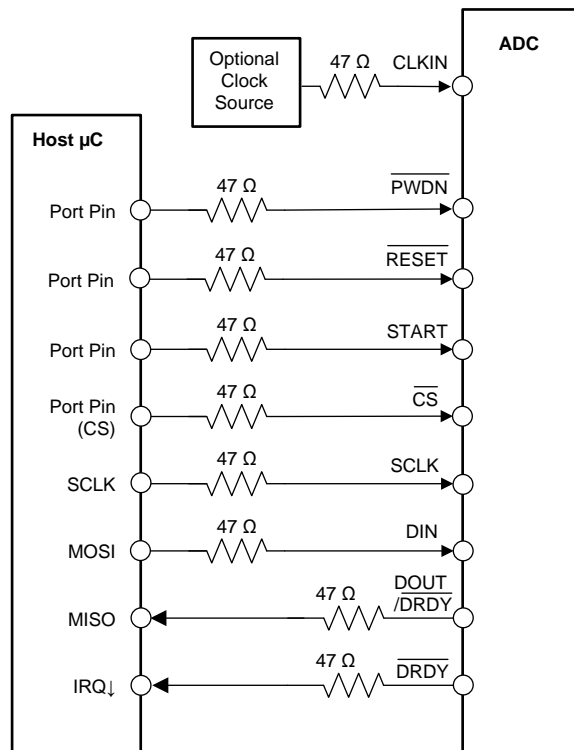 ADC
Optional
Clock
Source
47 Ω
CLKIN
Host µC
Port Pin
47 Ω
PWDN
Port Pin
47 Ω
RESET
Port Pin
47 Ω
START
Port Pin
(CS)
47 Ω
CS
SCLK
47 Ω
SCLK
MOSI
47 Ω
DIN
MISO
47 Ω
DOUT
/DRDY
IRQ↓
47 Ω
DRDY